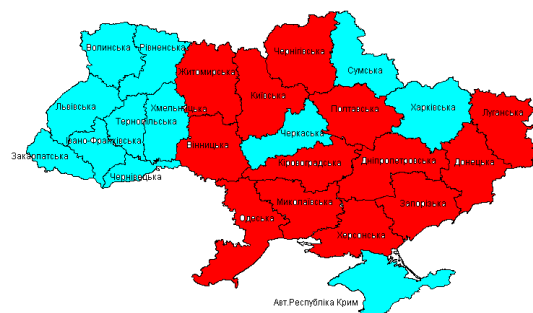 Волинська
Рівненська
Чернігівська
Житомирська
Сумська
Київська
Львівська
Хмельницька
Полтавська
Харківська
Луганська
Тернопільська
Черкаська
Івано-Франківська
Вінницька
Закарпатська
Кіровоградська
Дніпропетровська
Донецька
Чернівецька
Миколаївська
Запорізька
Одеська
Херсонська
Авт.Республіка Крим